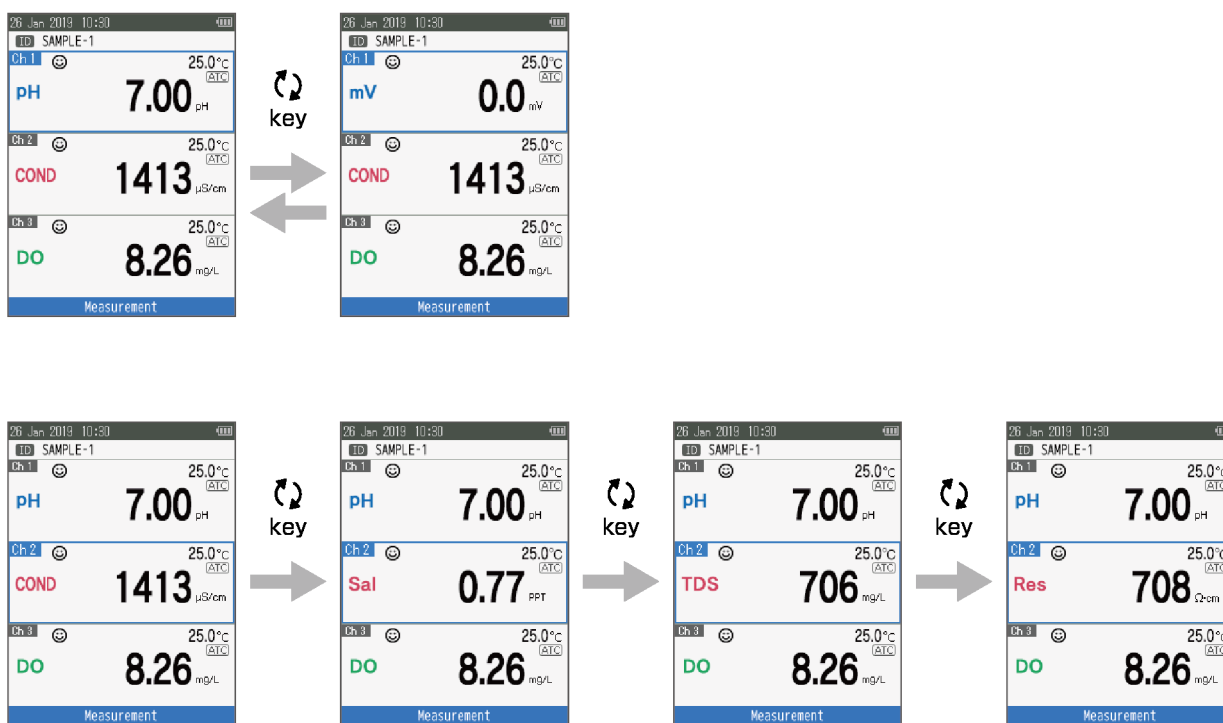 26 Jan 2019 10:30
ID SAMPLE-1
Ch 1 25.0°C
ATC
pH 7.00 pH
Ch 2 25.0°C
ATC
COND 1413 µS/cm
Ch 3 25.0°C
ATC
DO 8.26 mg/L
Measurement
key
26 Jan 2019 10:30
ID SAMPLE-1
Ch 1 25.0°C
ATC
mV 0.0 mV
Ch 2 25.0°C
ATC
COND 1413 µS/cm
Ch 3 25.0°C
ATC
DO 8.26 mg/L
Measurement
26 Jan 2019 10:30
ID SAMPLE-1
Ch 1 25.0°C
ATC
pH 7.00 pH
Ch 2 25.0°C
ATC
COND 1413 µS/cm
Ch 3 25.0°C
ATC
DO 8.26 mg/L
Measurement
key
26 Jan 2019 10:30
ID SAMPLE-1
Ch 1 25.0°C
ATC
pH 7.00 pH
Ch 2 25.0°C
ATC
Sal 0.77 PPT
Ch 3 25.0°C
ATC
DO 8.26 mg/L
Measurement
key
26 Jan 2019 10:30
ID SAMPLE-1
Ch 1 25.0°C
ATC
pH 7.00 pH
Ch 2 25.0°C
ATC
TDS 706 mg/L
Ch 3 25.0°C
ATC
DO 8.26 mg/L
Measurement
key
26 Jan 2019 10:30
ID SAMPLE-1
Ch 1 25.0°C
ATC
pH 7.00 pH
Ch 2 25.0°C
ATC
Res 708 Ω•cm
Ch 3 25.0°C
ATC
DO 8.26 mg/L
Measurement